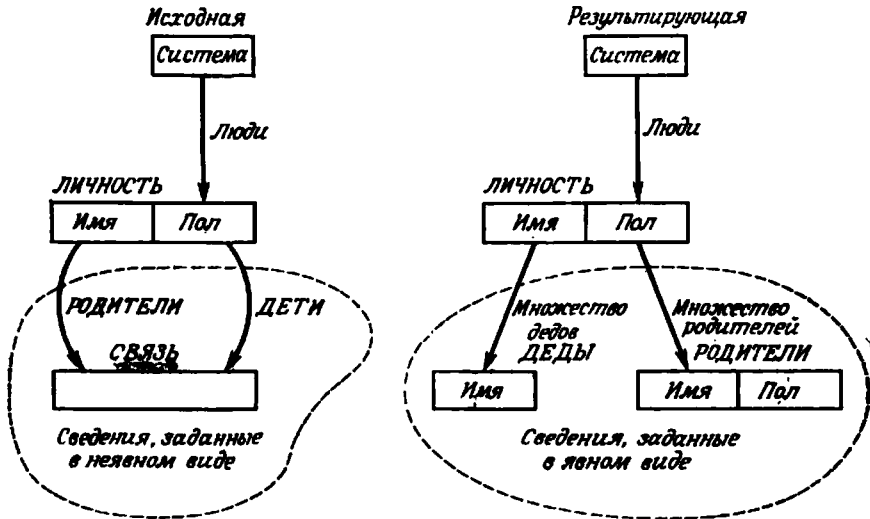 Исходная
Система
Люди
ЛИЧНОСТЬ
Имя
Пол
РОДИТЕЛИ
ДЕТИ
СВЯЗЬ
Сведения, заданные
в неявном виде
Результирующая
Система
Люди
ЛИЧНОСТЬ
Имя
Пол
Множество
дедов
ДЕДЫ
Множество
родителей
РОДИТЕЛИ
Имя
Имя
Пол
Сведения, заданные
в явном виде